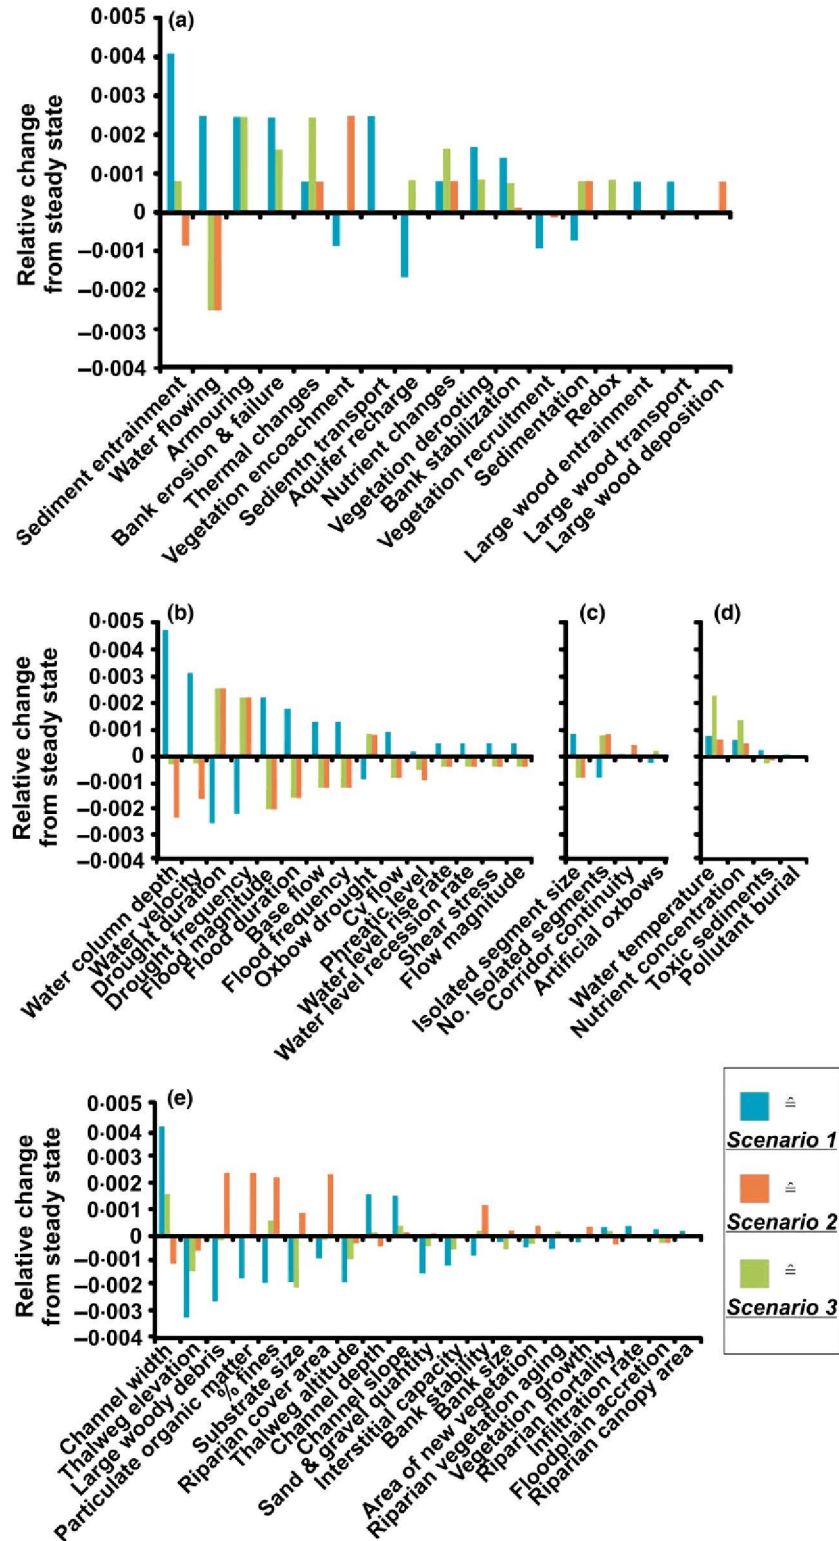 (a)
Relative change
from steady state
0·005
0·004
0·003
0·002
0·001
0
–0·001
–0·002
–0·003
–0·004
Sediment entrainment
Water flowing
Armouring
Bank erosion & failure
Thermal changes
Vegetation encoachment
Sediemtn transport
Aquifer recharge
Nutrient changes
Vegetation derooting
Bank stabilization
Vegetation recruitment
Sedimentation
Redox
Large wood entrainment
Large wood transport
Large wood deposition
(b)
Relative change
from steady state
0·005
0·004
0·003
0·002
0·001
0
–0·001
–0·002
–0·003
–0·004
Water column depth
Water velocity
Drought duration
Drought frequency
Flood magnitude
Flood duration
Base flow
Flood frequency
Oxbow drought
Cv flow
Phreatic level
Water level rise rate
Water level recession rate
Shear stress
Flow magnitude
(c)
Isolated segment size
No. Isolated segments
Corridor continuity
Artificial oxbows
(d)
Water temperature
Nutrient concentration
Toxic sediments
Pollutant burial
(e)
Relative change
from steady state
0·005
0·004
0·003
0·002
0·001
0
–0·001
–0·002
–0·003
–0·004
Channel width
Thalweg elevation
Large woody debris
Particulate organic matter
% fines
Substrate size
Riparian cover area
Thalweg altitude
Channel depth
Channel slope
Sand & gravel quantity
Interstitial capacity
Bank stability
Bank size
Area of new vegetation
Riparian vegetation aging
Vegetation growth
Riparian mortality
Infiltration rate
Floodplain accretion
Riparian canopy area
≙
Scenario 1
≙
Scenario 2
≙
Scenario 3